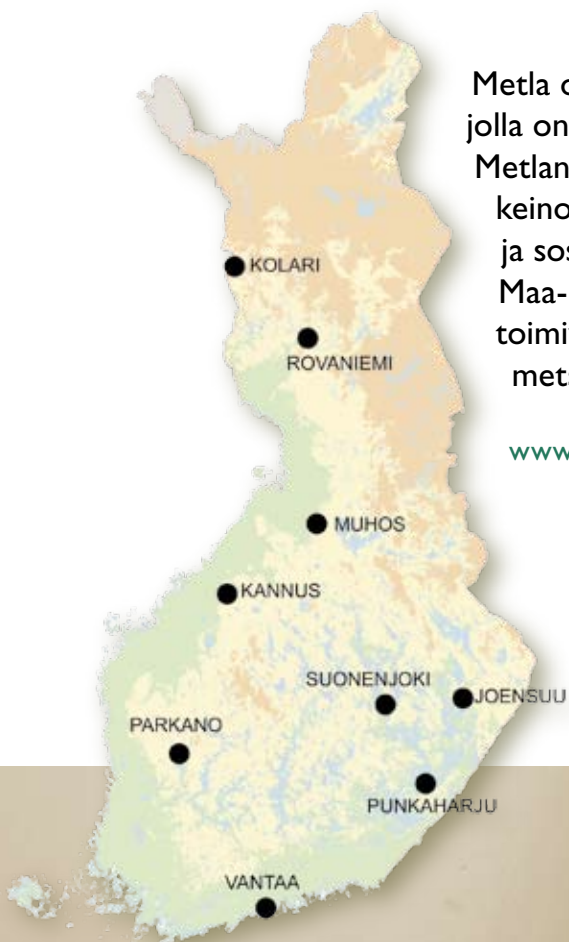 Metla o
jolla on
Metlan
keino
ja sos
Maa-
toimi
mets
www
KOLARI
ROVANIEMI
MUHOS
KANNUS
SUONENJOKI
JOENSUU
PARKANO
PUNKAHARJU
VANTAA